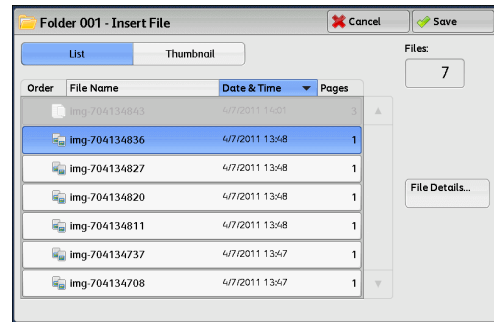 Folder 001 - Insert File
Cancel
Save
List
Thumbnail
Files:
7
Order File Name Date & Time Pages
img-704134843 4/7/2011 14:01 3
img-704134836 4/7/2011 13:48 1
img-704134827 4/7/2011 13:48 1
img-704134820 4/7/2011 13:48 1
img-704134811 4/7/2011 13:48 1
img-704134737 4/7/2011 13:47 1
img-704134708 4/7/2011 13:47 1
File Details...